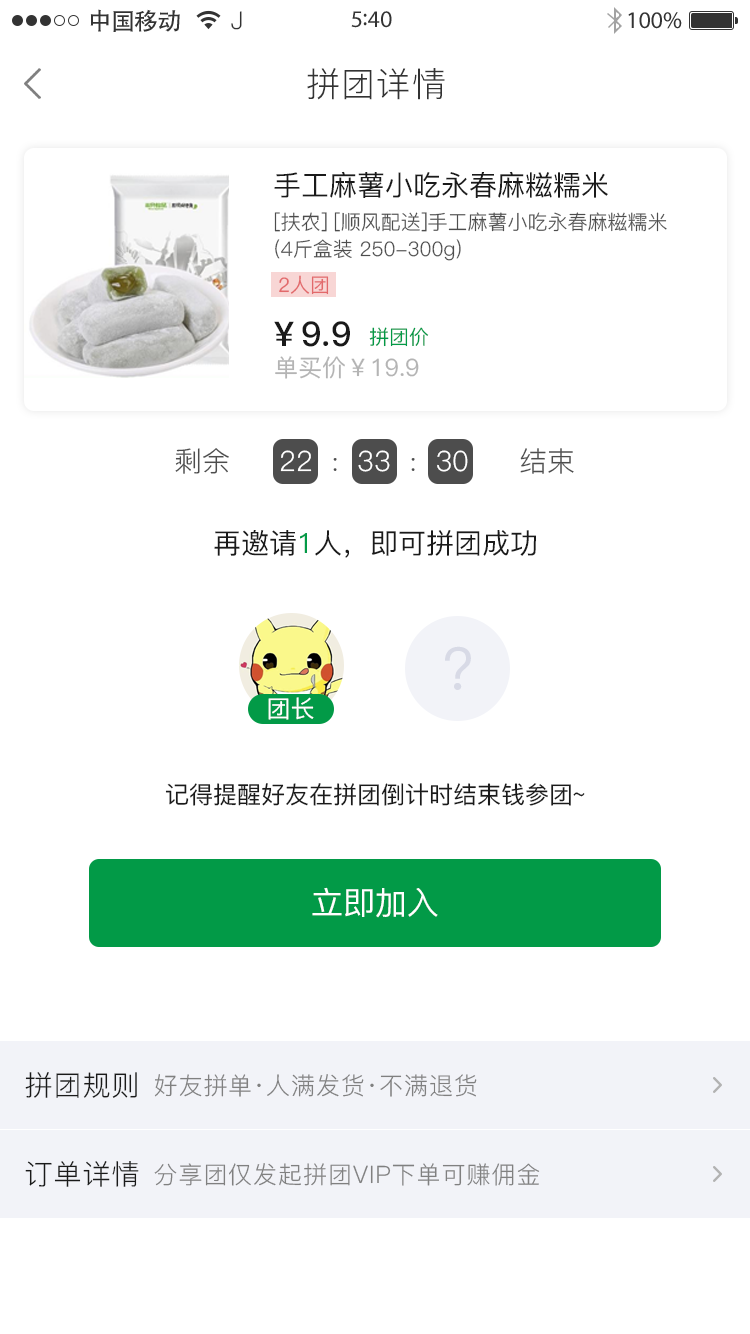 中国移动 J 5:40 100%
拼团详情
手工麻薯小吃永春麻糍糯米
[扶农] [顺风配送]手工麻薯小吃永春麻糍糯米
(4斤盒装 250-300g)
2人团
¥ 9.9 拼团价
单买价 ¥ 19.9
剩余 22 : 33 : 30 结束
再邀请1人，即可拼团成功
?
团长
记得提醒好友在拼团倒计时结束钱参团~
立即加入
拼团规则 好友拼单·人满发货·不满退货
订单详情 分享团仅发起拼团VIP下单可赚佣金